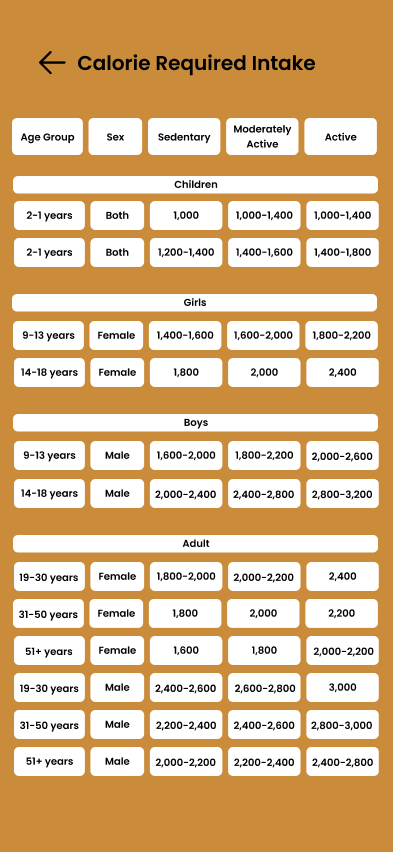 Calorie Required Intake
Age Group Sex Sedentary Moderately Active Active
Children
2-1 years Both 1,000 1,000-1,400 1,000-1,400
2-1 years Both 1,200-1,400 1,400-1,600 1,400-1,800
Girls
9-13 years Female 1,400-1,600 1,600-2,000 1,800-2,200
14-18 years Female 1,800 2,000 2,400
Boys
9-13 years Male 1,600-2,000 1,800-2,200 2,000-2,600
14-18 years Male 2,000-2,400 2,400-2,800 2,800-3,200
Adult
19-30 years Female 1,800-2,000 2,000-2,200 2,400
31-50 years Female 1,800 2,000 2,200
51+ years Female 1,600 1,800 2,000-2,200
19-30 years Male 2,400-2,600 2,600-2,800 3,000
31-50 years Male 2,200-2,400 2,400-2,600 2,800-3,000
51+ years Male 2,000-2,200 2,200-2,400 2,400-2,800